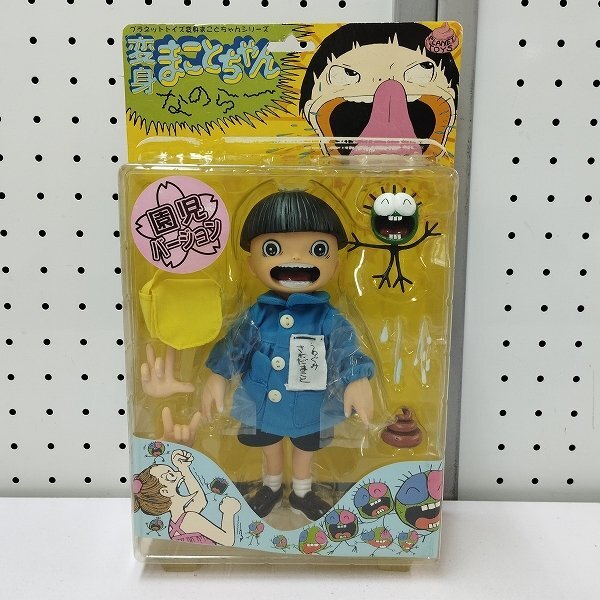 プラネットトイズ変身まことちゃんシリーズ
変身まことちゃん
なのら
PLANET TOYS
園児
バージョン